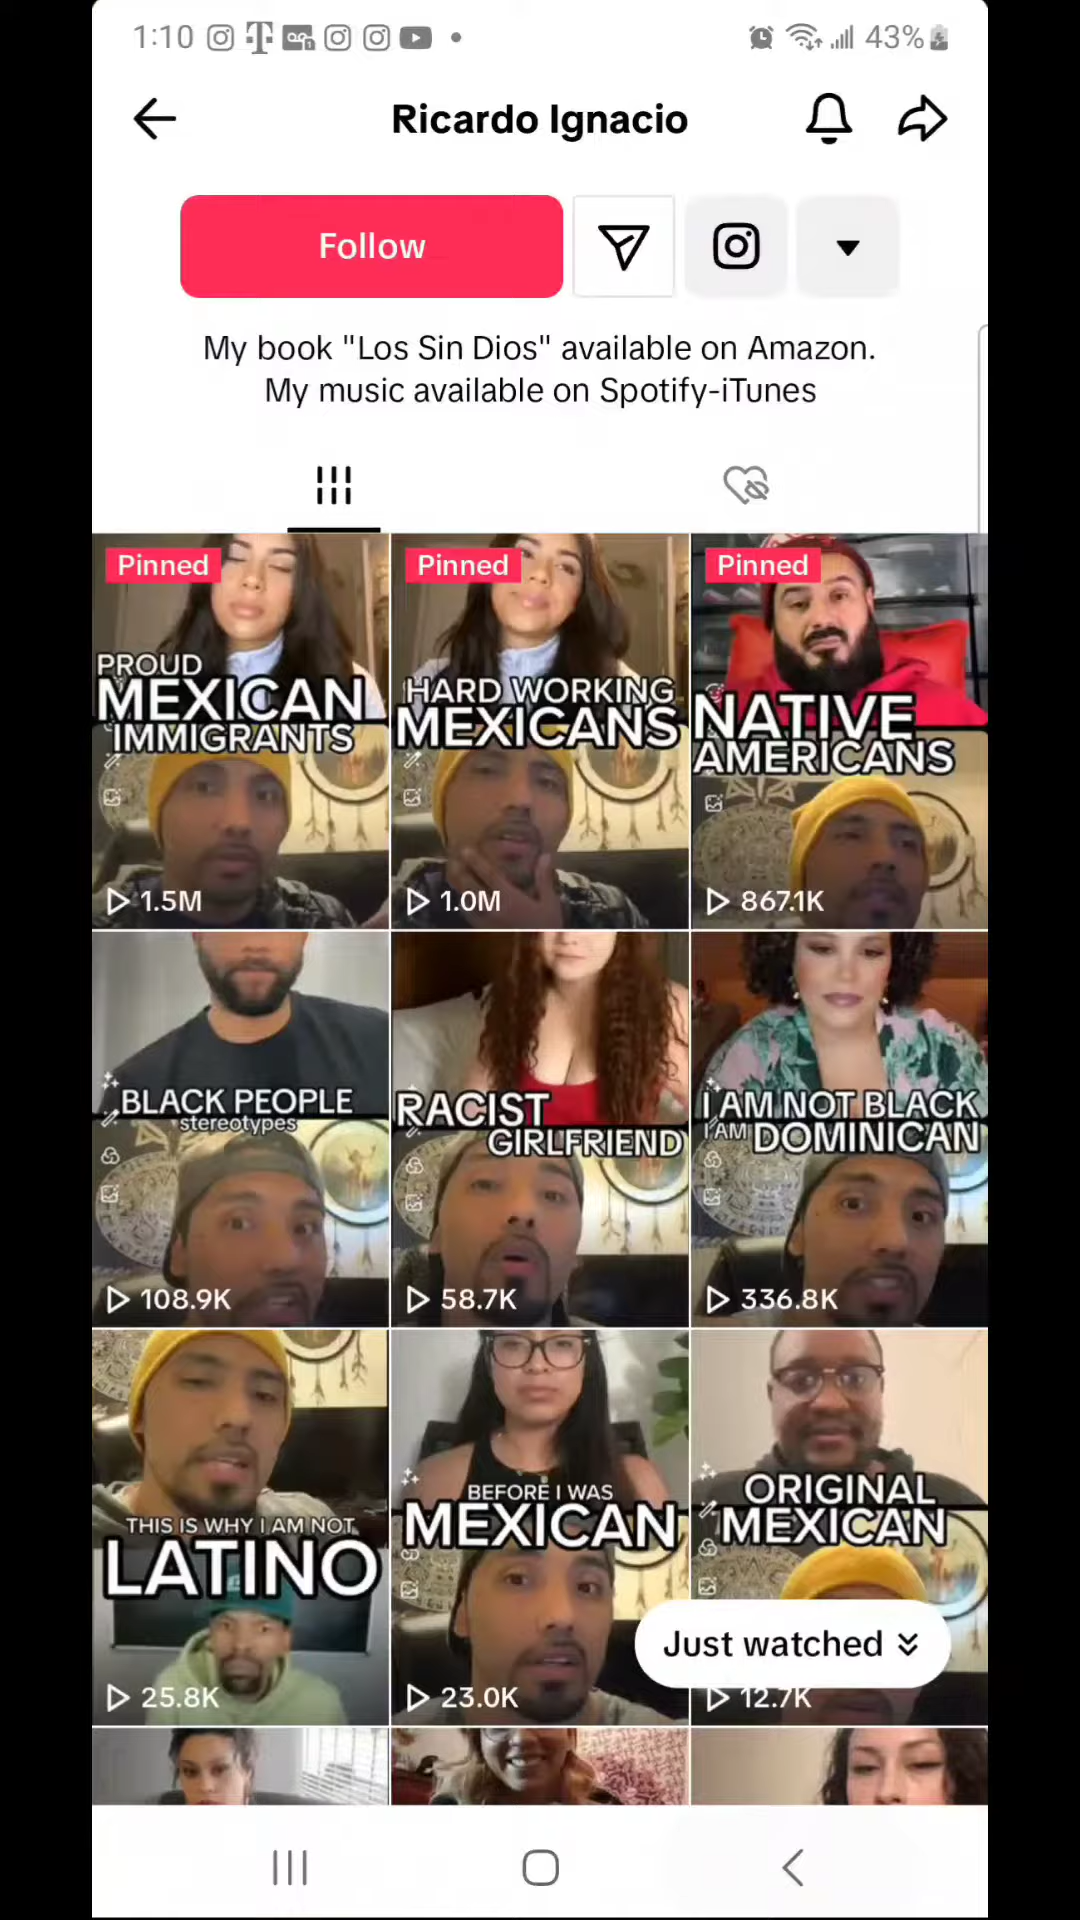 1:10
43%
Ricardo Ignacio
Follow
My book "Los Sin Dios" available on Amazon.
My music available on Spotify-iTunes
Pinned
PROUD
MEXICAN
IMMIGRANTS
1.5M
Pinned
HARD WORKING
MEXICANS
1.0M
Pinned
NATIVE
AMERICANS
867.1K
BLACK PEOPLE
stereotypes
108.9K
RACIST
GIRLFRIEND
58.7K
I AM NOT BLACK
I AM DOMINICAN
336.8K
THIS IS WHY I AM NOT
LATINO
25.8K
BEFORE I WAS
MEXICAN
23.0K
ORIGINAL
MEXICAN
Just watched
12.7K